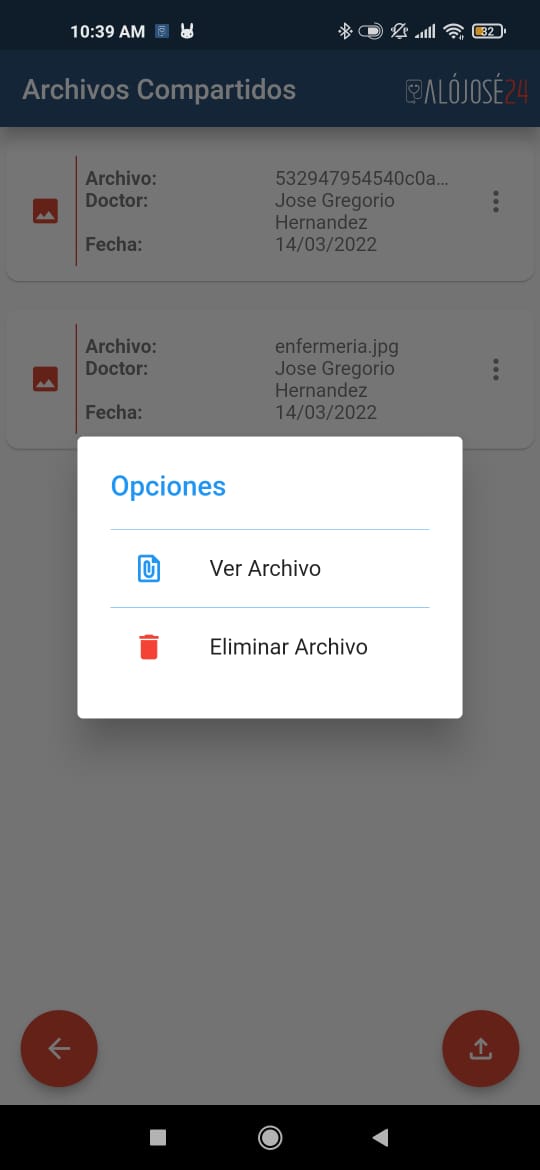 10:39 AM
82
Archivos Compartidos
ALÓJOSÉ24
Archivo: 532947954540c0a...
Doctor: Jose Gregorio
Hernandez
Fecha: 14/03/2022
Archivo: enfermeria.jpg
Doctor: Jose Gregorio
Hernandez
Fecha: 14/03/2022
Opciones
Ver Archivo
Eliminar Archivo